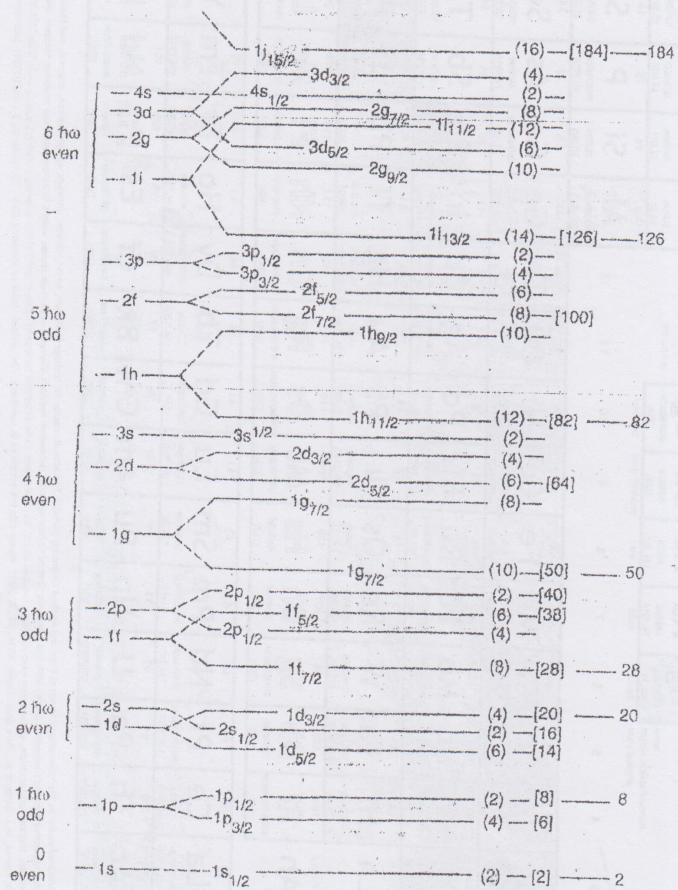 1j15/2 (16) [184] 184
3d3/2 (4)
4s 4s1/2 (2)
3d 2g7/2 (8)
6 ħω even 2g 1i11/2 (12)
3d5/2 (6)
2g9/2 (10)
1i
1i13/2 (14) [126] 126
3p 3p1/2 (2)
3p3/2 (4)
2f5/2 (6)
5 ħω odd 2f 2f7/2 (8) [100]
1h9/2 (10)
1h
1h11/2 (12) [82] 82
3s 3s1/2 (2)
2d3/2 (4)
4 ħω even 2d 2d5/2 (6) [64]
1g7/2 (8)
1g
1g7/2 (10) [50] 50
2p1/2 (2) [40]
3 ħω odd 2p 1f5/2 (6) [38]
1f 2p1/2 (4)
1f7/2 (8) [28] 28
2 ħω even 2s 1d3/2 (4) [20] 20
1d 2s1/2 (2) [16]
1d5/2 (6) [14]
1 ħω odd 1p 1p1/2 (2) [8] 8
1p3/2 (4) [6]
0 even 1s 1s1/2 (2) [2] 2